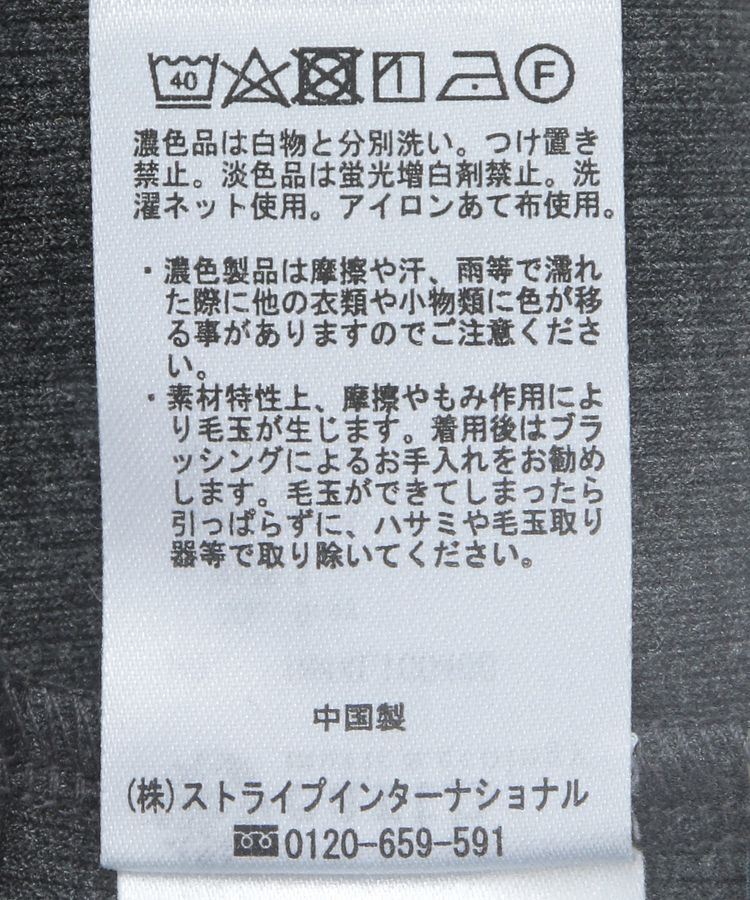 40 F
濃色品は白物と分別洗い。つけ置き
禁止。淡色品は蛍光増白剤禁止。洗
濯ネット使用。アイロンあて布使用。
・濃色製品は摩擦や汗、雨等で濡れ
た際に他の衣類や小物類に色が移
る事がありますのでご注意くださ
い。
・素材特性上、摩擦やもみ作用によ
り毛玉が生じます。着用後はブラ
ッシングによるお手入れをお勧め
します。毛玉ができてしまったら
引っぱらずに、ハサミや毛玉取り
器等で取り除いてください。
中国製
(株)ストライプインターナショナル
0120-659-591